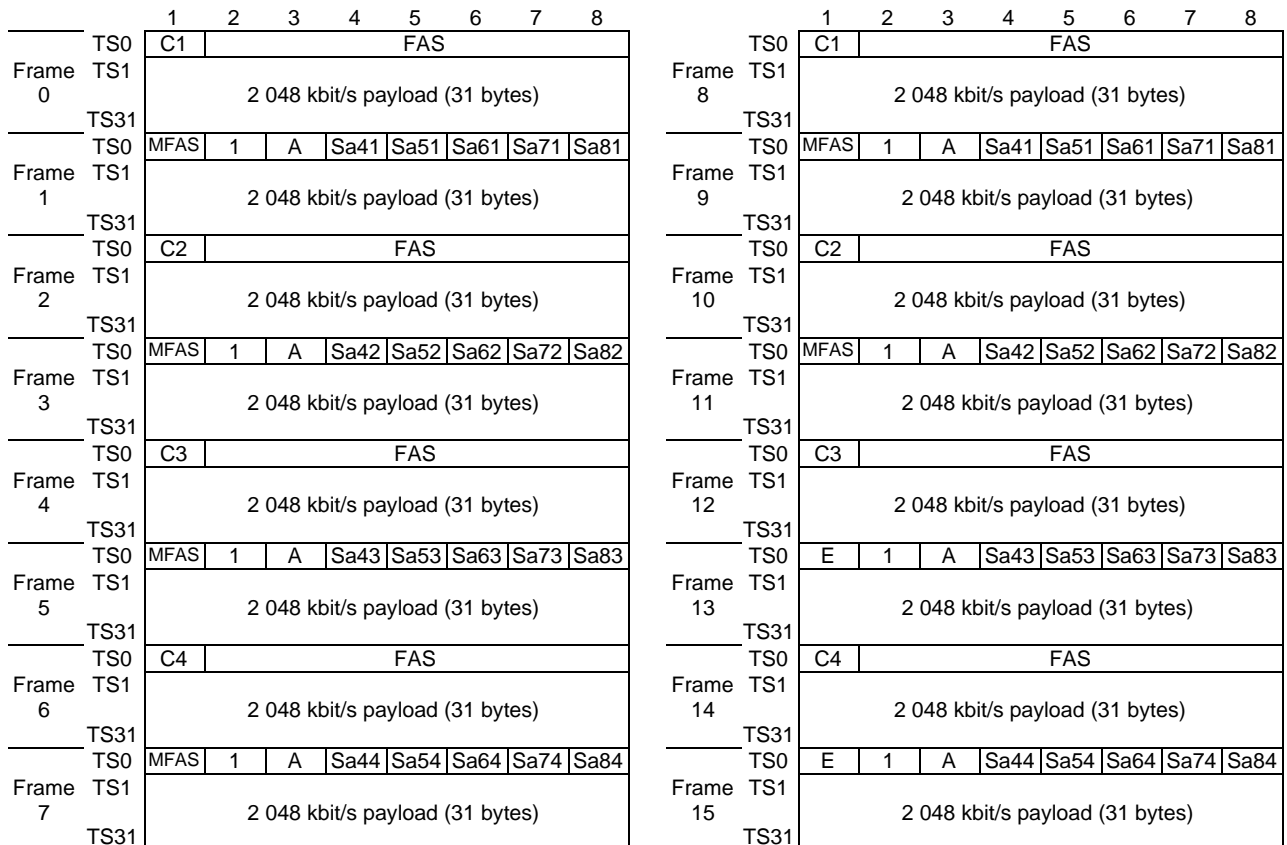 1 2 3 4 5 6 7 8
TS0 C1 FAS
Frame TS1
0 2 048 kbit/s payload (31 bytes)
TS31
TS0 MFAS 1 A Sa41 Sa51 Sa61 Sa71 Sa81
Frame TS1
1 2 048 kbit/s payload (31 bytes)
TS31
TS0 C2 FAS
Frame TS1
2 2 048 kbit/s payload (31 bytes)
TS31
TS0 MFAS 1 A Sa42 Sa52 Sa62 Sa72 Sa82
Frame TS1
3 2 048 kbit/s payload (31 bytes)
TS31
TS0 C3 FAS
Frame TS1
4 2 048 kbit/s payload (31 bytes)
TS31
TS0 MFAS 1 A Sa43 Sa53 Sa63 Sa73 Sa83
Frame TS1
5 2 048 kbit/s payload (31 bytes)
TS31
TS0 C4 FAS
Frame TS1
6 2 048 kbit/s payload (31 bytes)
TS31
TS0 MFAS 1 A Sa44 Sa54 Sa64 Sa74 Sa84
Frame TS1
7 2 048 kbit/s payload (31 bytes)
TS31
1 2 3 4 5 6 7 8
TS0 C1 FAS
Frame TS1
8 2 048 kbit/s payload (31 bytes)
TS31
TS0 MFAS 1 A Sa41 Sa51 Sa61 Sa71 Sa81
Frame TS1
9 2 048 kbit/s payload (31 bytes)
TS31
TS0 C2 FAS
Frame TS1
10 2 048 kbit/s payload (31 bytes)
TS31
TS0 MFAS 1 A Sa42 Sa52 Sa62 Sa72 Sa82
Frame TS1
11 2 048 kbit/s payload (31 bytes)
TS31
TS0 C3 FAS
Frame TS1
12 2 048 kbit/s payload (31 bytes)
TS31
TS0 E 1 A Sa43 Sa53 Sa63 Sa73 Sa83
Frame TS1
13 2 048 kbit/s payload (31 bytes)
TS31
TS0 C4 FAS
Frame TS1
14 2 048 kbit/s payload (31 bytes)
TS31
TS0 E 1 A Sa44 Sa54 Sa64 Sa74 Sa84
Frame TS1
15 2 048 kbit/s payload (31 bytes)
TS31